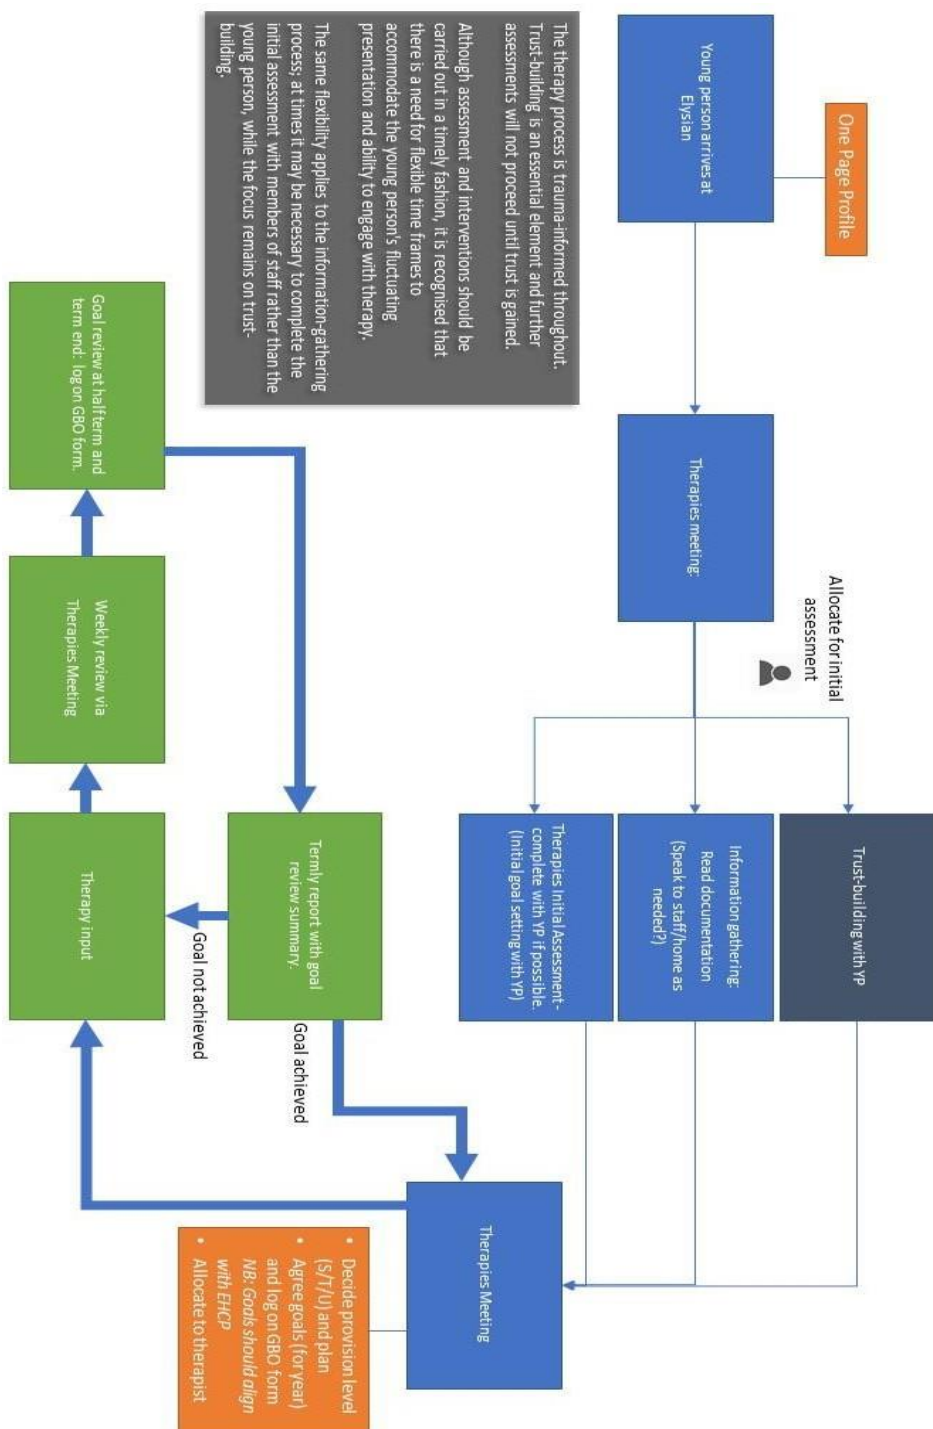 One Page Profile
Young person arrives at
Elysian
Therapies meeting:
Allocate for initial
assessment
Trust-building with YP
Information gathering:
Read documentation
(Speak to staff/home as
needed?)
Therapies Initial Assessment -
complete with YP if possible.
(Initial goal setting with YP)
Therapies Meeting
• Decide provision level
(S/T/U) and plan
• Agree goals (for year)
and log on GBO form
NB: Goals should align
with EHCP
• Allocate to therapist
The therapy process is trauma-informed throughout.
Trust-building is an essential element and further
assessments will not proceed until trust is gained.
Although assessment and interventions should be
carried out in a timely fashion, it is recognised that
there is a need for flexible time frames to
accommodate the young person's fluctuating
presentation and ability to engage with therapy.
The same flexibility applies to the information-gathering
process; at times it may be necessary to complete the
initial assessment with members of staff rather than the
young person, while the focus remains on trust-
building.
Termly report with goal
review summary.
Goal achieved
Goal not achieved
Goal review at half term and
term end: log on GBO form.
Weekly review via
Therapies Meeting
Therapy input